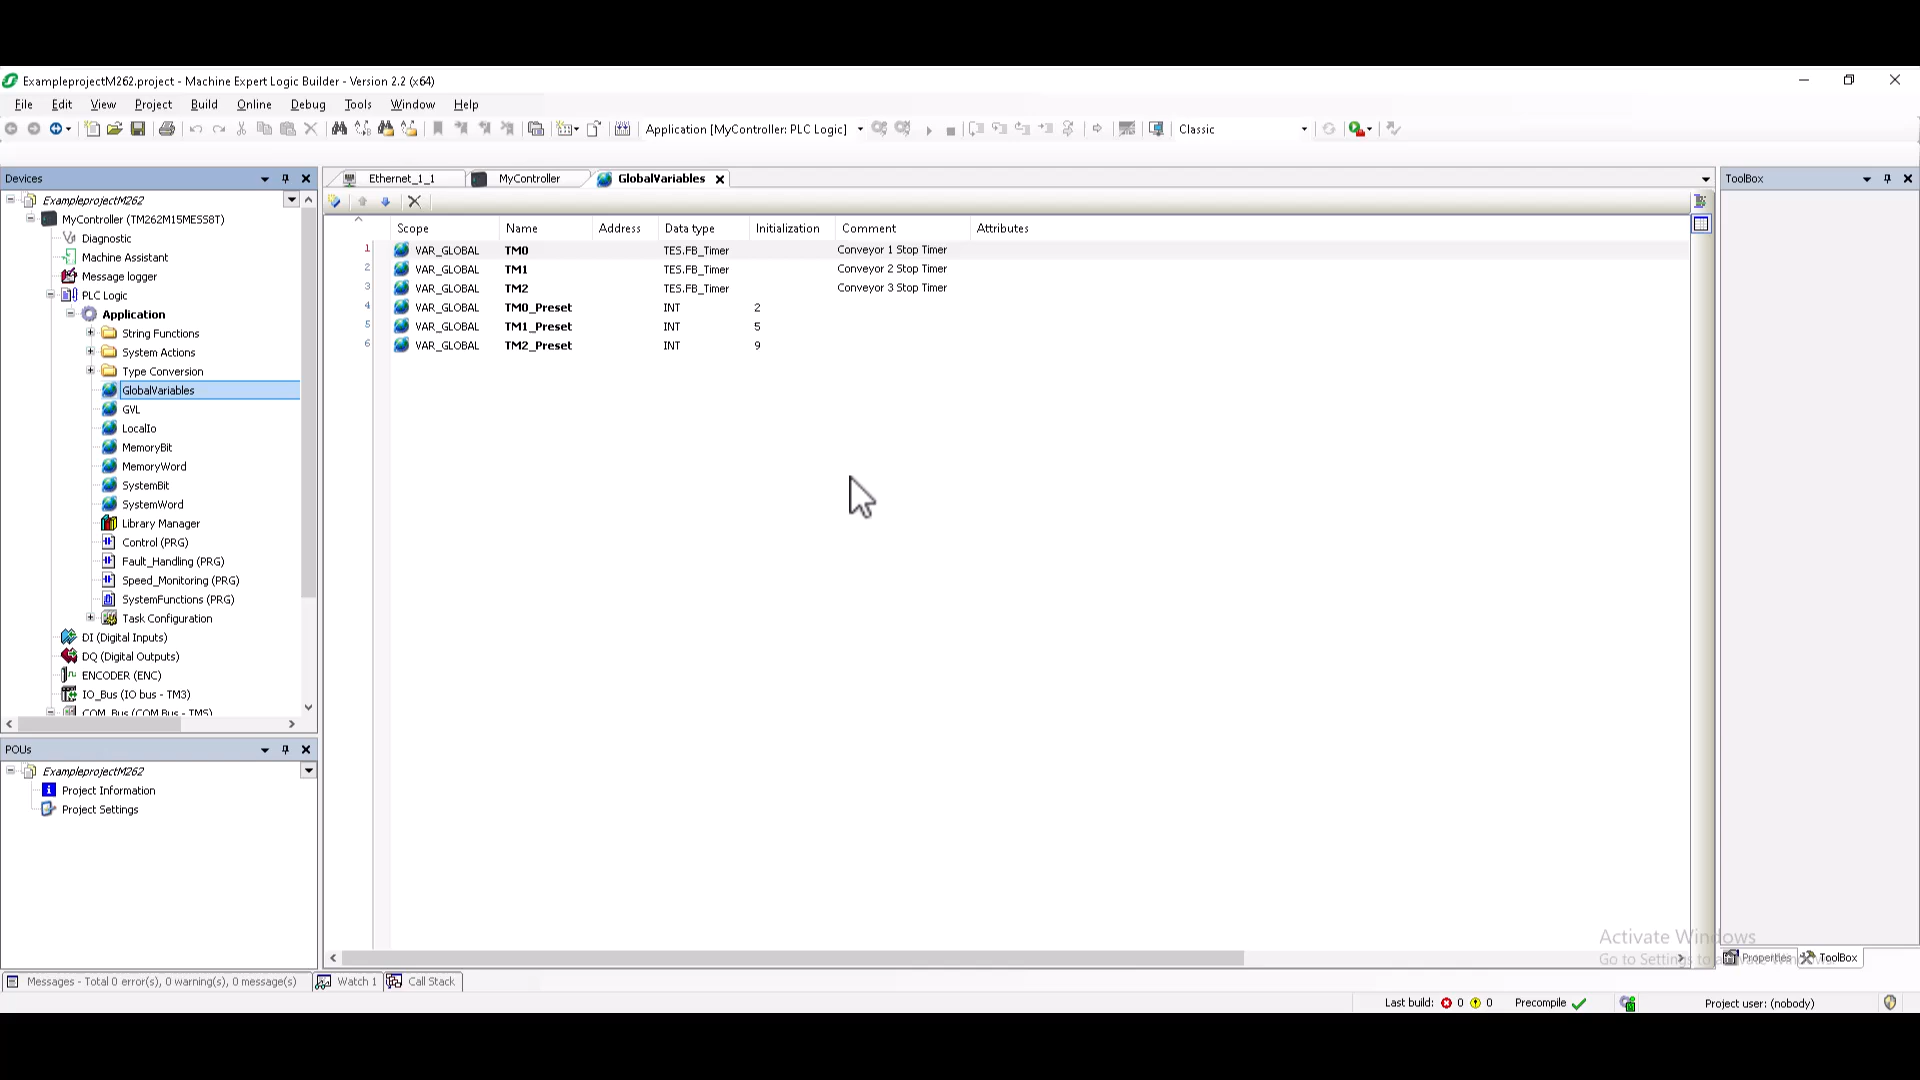 ExampleprojectM262.project - Machine Expert Logic Builder - Version 2.2 (x64)
File Edit View Project Build Online Debug Tools Window Help
Application [MyController: PLC Logic] Classic
Devices
ExampleprojectM262
MyController (TM262M15MESS8T)
Diagnostic
Machine Assistant
Message logger
PLC Logic
Application
String Functions
System Actions
Type Conversion
GlobalVariables
GVL
LocalIo
MemoryBit
MemoryWord
SystemBit
SystemWord
Library Manager
Control (PRG)
Fault_Handling (PRG)
Speed_Monitoring (PRG)
SystemFunctions (PRG)
Task Configuration
DI (Digital Inputs)
DQ (Digital Outputs)
ENCODER (ENC)
IO_Bus (IO bus - TM3)
COM_Bus (COM Bus - TMS)
POUs
ExampleprojectM262
Project Information
Project Settings
Ethernet_1_1 MyController GlobalVariables
Scope Name Address Data type Initialization Comment Attributes
1 VAR_GLOBAL TM0 TES.FB_Timer Conveyor 1 Stop Timer
2 VAR_GLOBAL TM1 TES.FB_Timer Conveyor 2 Stop Timer
3 VAR_GLOBAL TM2 TES.FB_Timer Conveyor 3 Stop Timer
4 VAR_GLOBAL TM0_Preset INT 2
5 VAR_GLOBAL TM1_Preset INT 5
6 VAR_GLOBAL TM2_Preset INT 9
ToolBox
Activate Windows
Go to Settings to a
Properties ToolBox
Messages - Total 0 error(s), 0 warning(s), 0 message(s) Watch 1 Call Stack
Last build: 0 0 Precompile Project user: (nobody)